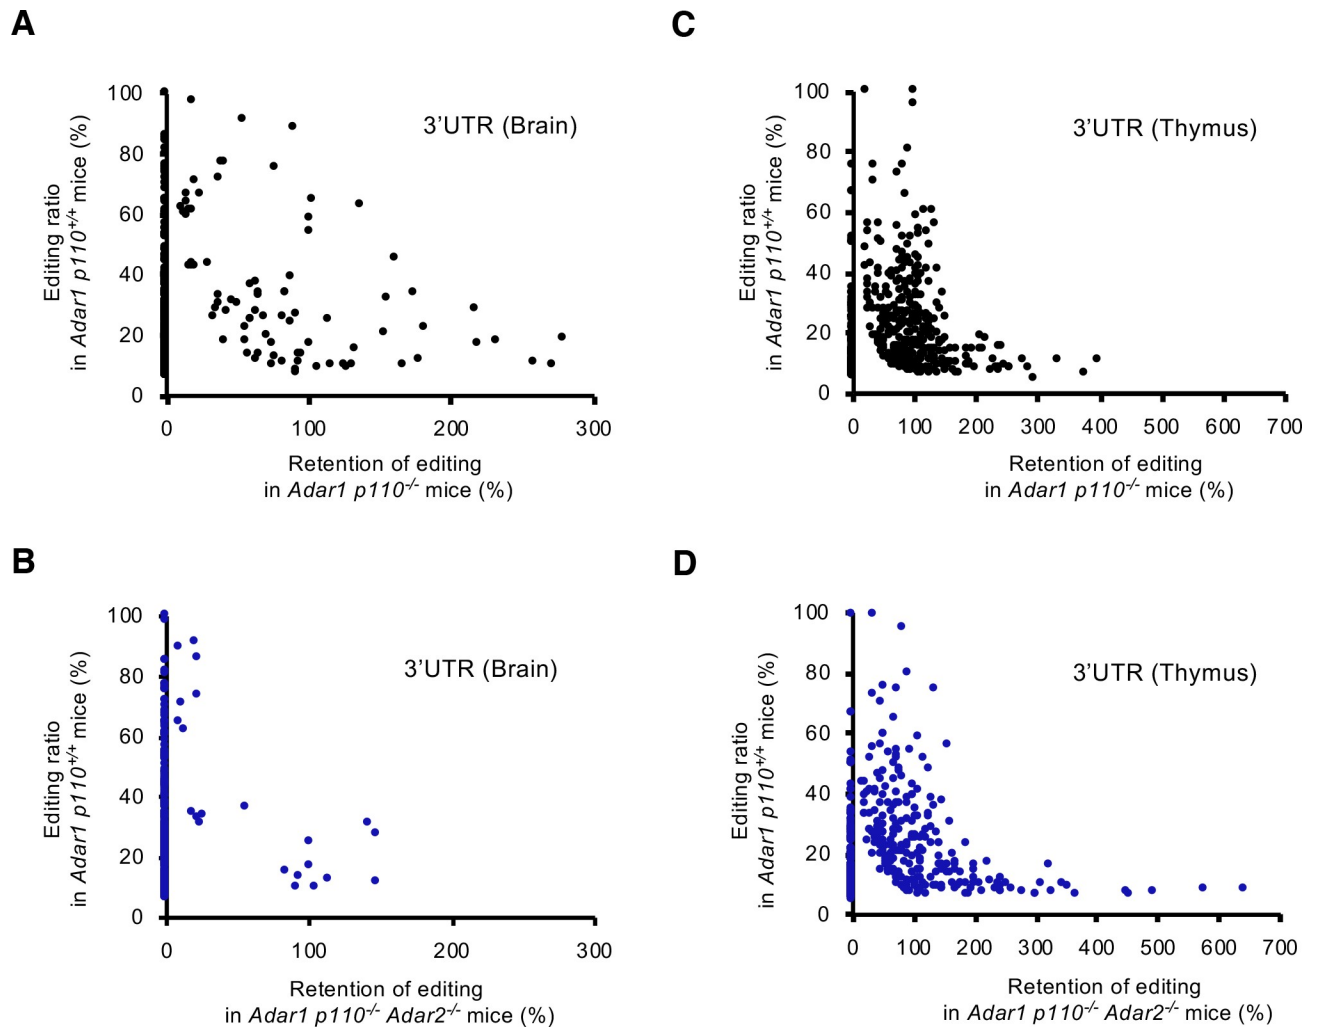 A
100
80
60
40
20
0
Editing ratio
in Adar1 p110+/+ mice (%)
3'UTR (Brain)
0 100 200 300
Retention of editing
in Adar1 p110-/- mice (%)
B
100
80
60
40
20
0
Editing ratio
in Adar1 p110+/+ mice (%)
3'UTR (Brain)
0 100 200 300
Retention of editing
in Adar1 p110-/- Adar2-/- mice (%)
C
100
80
60
40
20
0
Editing ratio
in Adar1 p110+/+ mice (%)
3'UTR (Thymus)
0 100 200 300 400 500 600 700
Retention of editing
in Adar1 p110-/- mice (%)
D
100
80
60
40
20
0
Editing ratio
in Adar1 p110+/+ mice (%)
3'UTR (Thymus)
0 100 200 300 400 500 600 700
Retention of editing
in Adar1 p110-/- Adar2-/- mice (%)